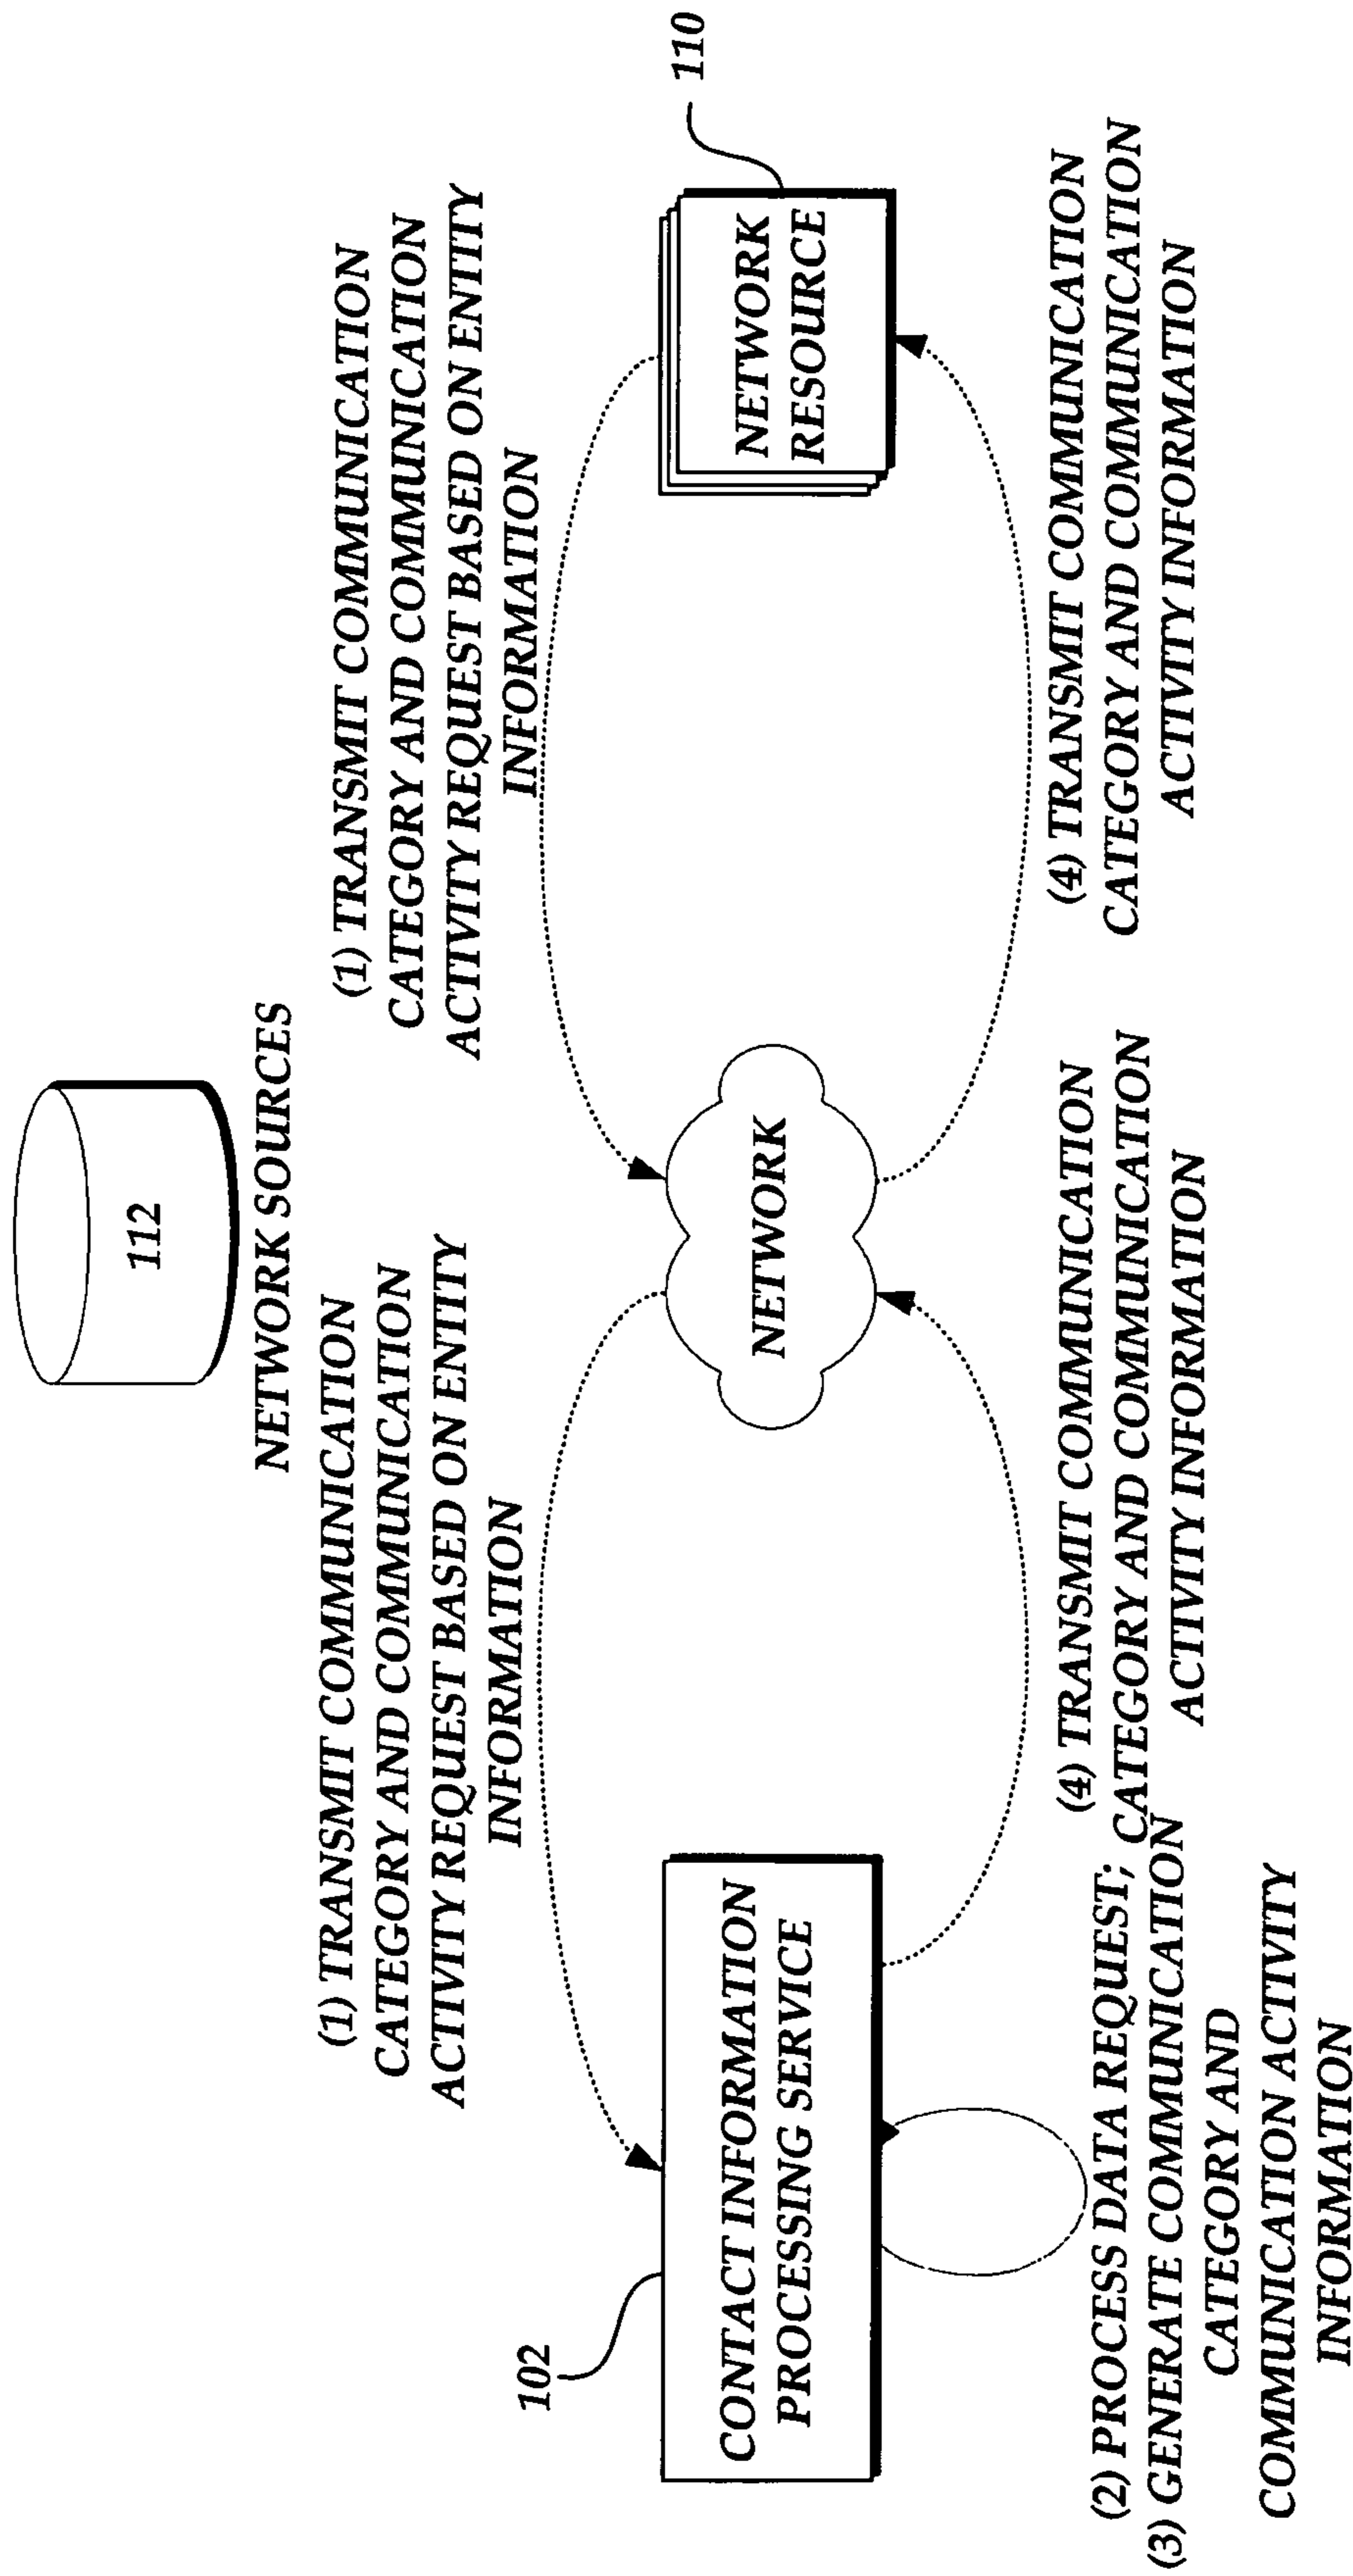 112
NETWORK SOURCES
(1) TRANSMIT COMMUNICATION
CATEGORY AND COMMUNICATION
ACTIVITY REQUEST BASED ON ENTITY
INFORMATION
(1) TRANSMIT COMMUNICATION
CATEGORY AND COMMUNICATION
ACTIVITY REQUEST BASED ON ENTITY
INFORMATION
102
CONTACT INFORMATION
PROCESSING SERVICE
NETWORK
110
NETWORK
RESOURCE
(2) PROCESS DATA REQUEST;
(3) GENERATE COMMUNICATION
CATEGORY AND
COMMUNICATION ACTIVITY
INFORMATION
(4) TRANSMIT COMMUNICATION
CATEGORY AND COMMUNICATION
ACTIVITY INFORMATION
(4) TRANSMIT COMMUNICATION
CATEGORY AND COMMUNICATION
ACTIVITY INFORMATION